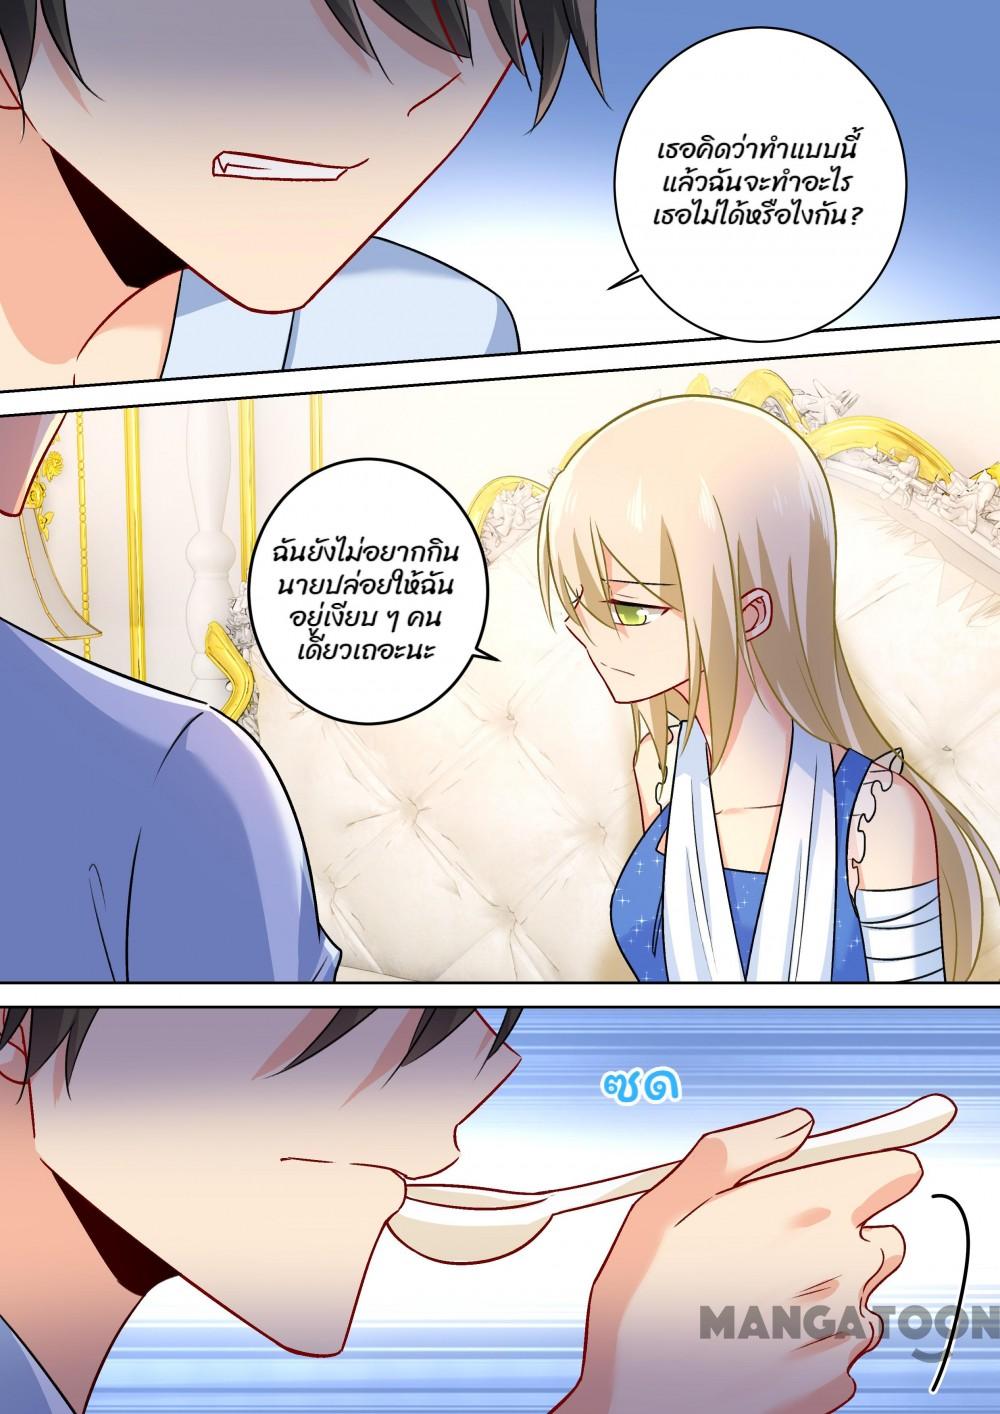 เธอคิดว่าทำแบบนี้
แล้วฉันจะทำอะไร
เธอไม่ได้หรือไงกัน?
ฉันยังไม่อยากกิน
นายปล่อยให้ฉัน
อยู่เงียบ ๆ คน
เดียวเถอะนะ
ซด
MANGATOON